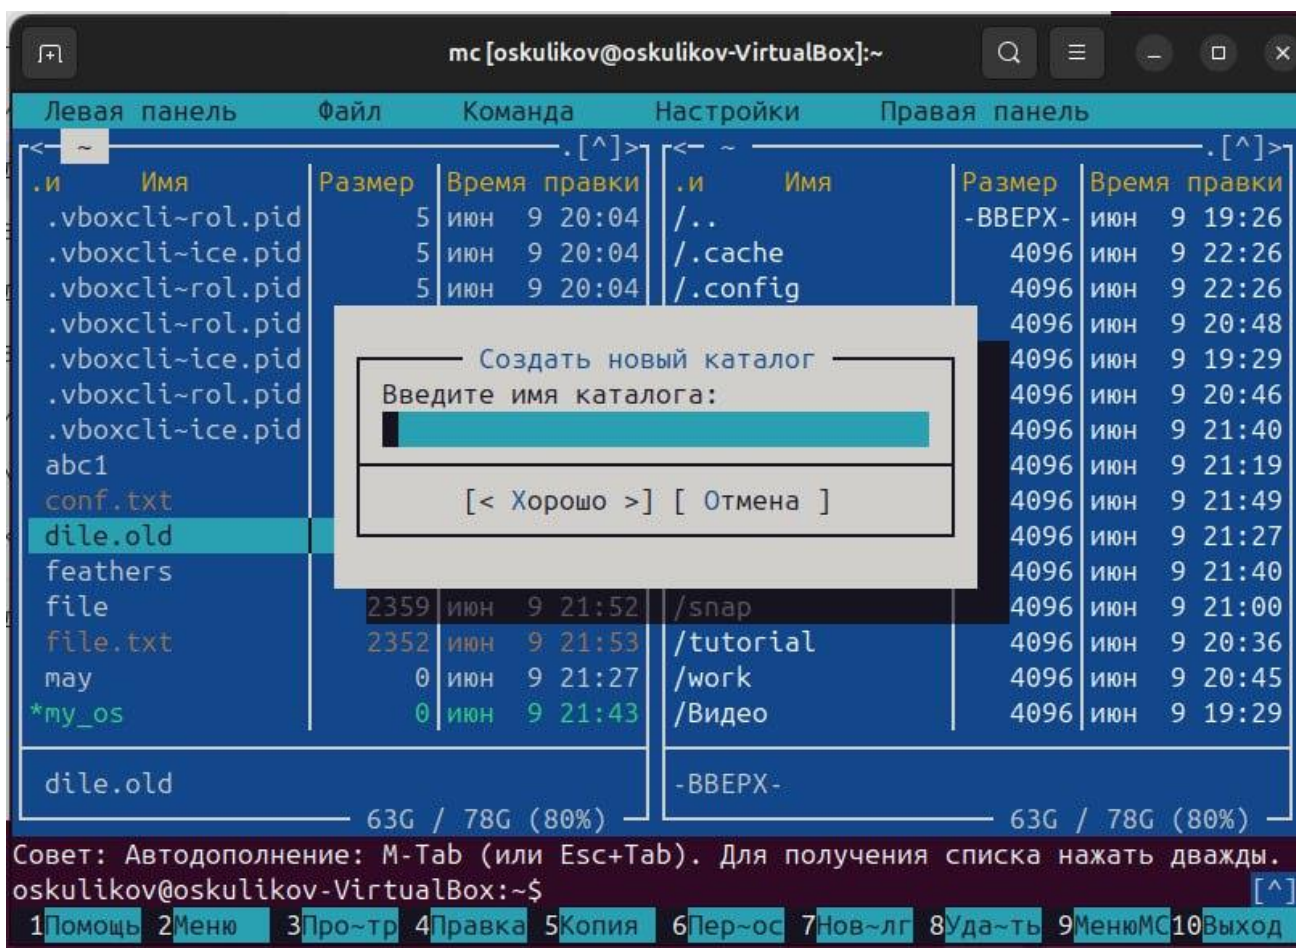 mc [oskulikov@oskulikov-VirtualBox]:~
Левая панель Файл Команда Настройки Правая панель
<─ ~ .[^]> <─ ~ .[^]>
.и Имя Размер Время правки .и Имя Размер Время правки
.vboxcli~rol.pid 5 июн 9 20:04 /.. -ВВЕРХ- июн 9 19:26
.vboxcli~ice.pid 5 июн 9 20:04 /.cache 4096 июн 9 22:26
.vboxcli~rol.pid 5 июн 9 20:04 /.config 4096 июн 9 22:26
.vboxcli~rol.pid 4096 июн 9 20:48
.vboxcli~ice.pid Создать новый каталог 4096 июн 9 19:29
.vboxcli~rol.pid Введите имя каталога: 4096 июн 9 20:46
.vboxcli~ice.pid 4096 июн 9 21:40
abc1 4096 июн 9 21:19
conf.txt [< Хорошо >] [ Отмена ] 4096 июн 9 21:49
dile.old 4096 июн 9 21:27
feathers 4096 июн 9 21:40
file 2359 июн 9 21:52 /snap 4096 июн 9 21:00
file.txt 2352 июн 9 21:53 /tutorial 4096 июн 9 20:36
may 0 июн 9 21:27 /work 4096 июн 9 20:45
*my_os 0 июн 9 21:43 /Видео 4096 июн 9 19:29
dile.old -ВВЕРХ-
63G / 78G (80%) 63G / 78G (80%)
Совет: Автодополнение: M-Tab (или Esc+Tab). Для получения списка нажать дважды.
oskulikov@oskulikov-VirtualBox:~$ [^]
1Помощь 2Меню 3Про~тр 4Правка 5Копия 6Пер~ос 7Нов~лг 8Уда~ть 9МенюMC 10Выход